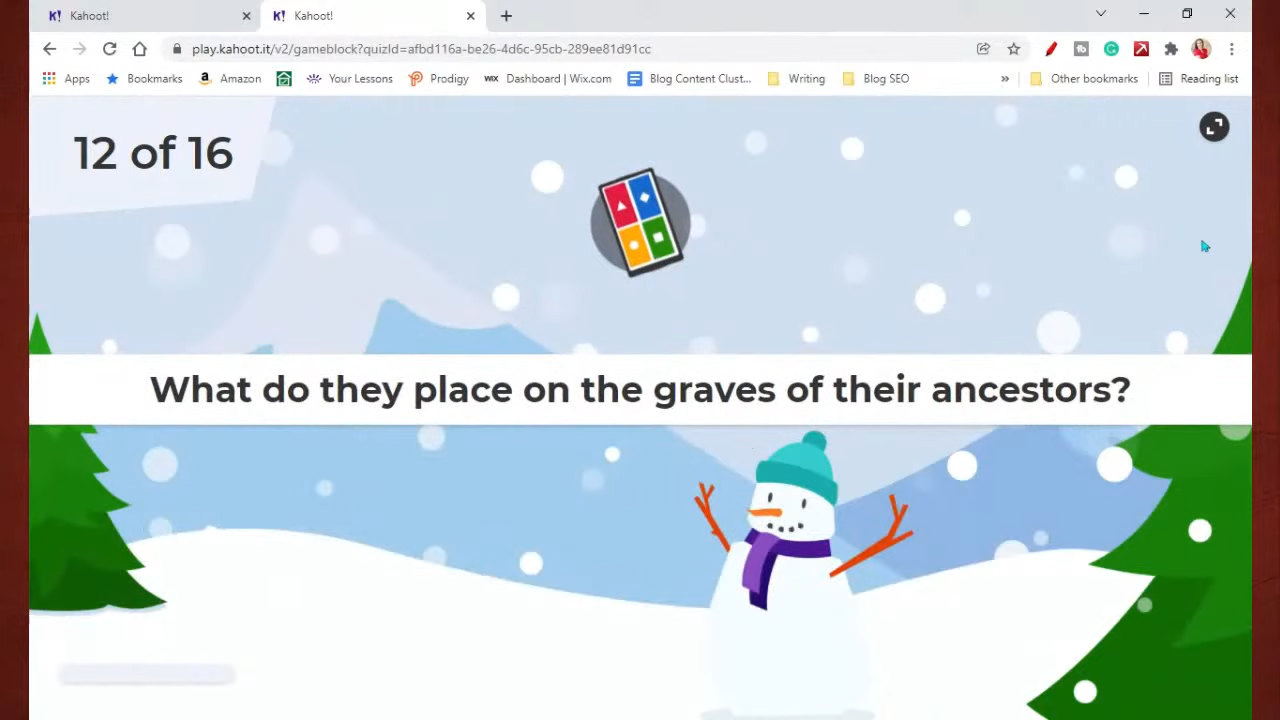 Kahoot!
Kahoot!
play.kahoot.it/v2/gameblock?quizId=afbd116a-be26-4d6c-95cb-289ee81d91cc
Apps Bookmarks Amazon Your Lessons Prodigy WIX Dashboard | Wix.com Blog Content Clust... Writing Blog SEO » Other bookmarks Reading list
12 of 16
What do they place on the graves of their ancestors?